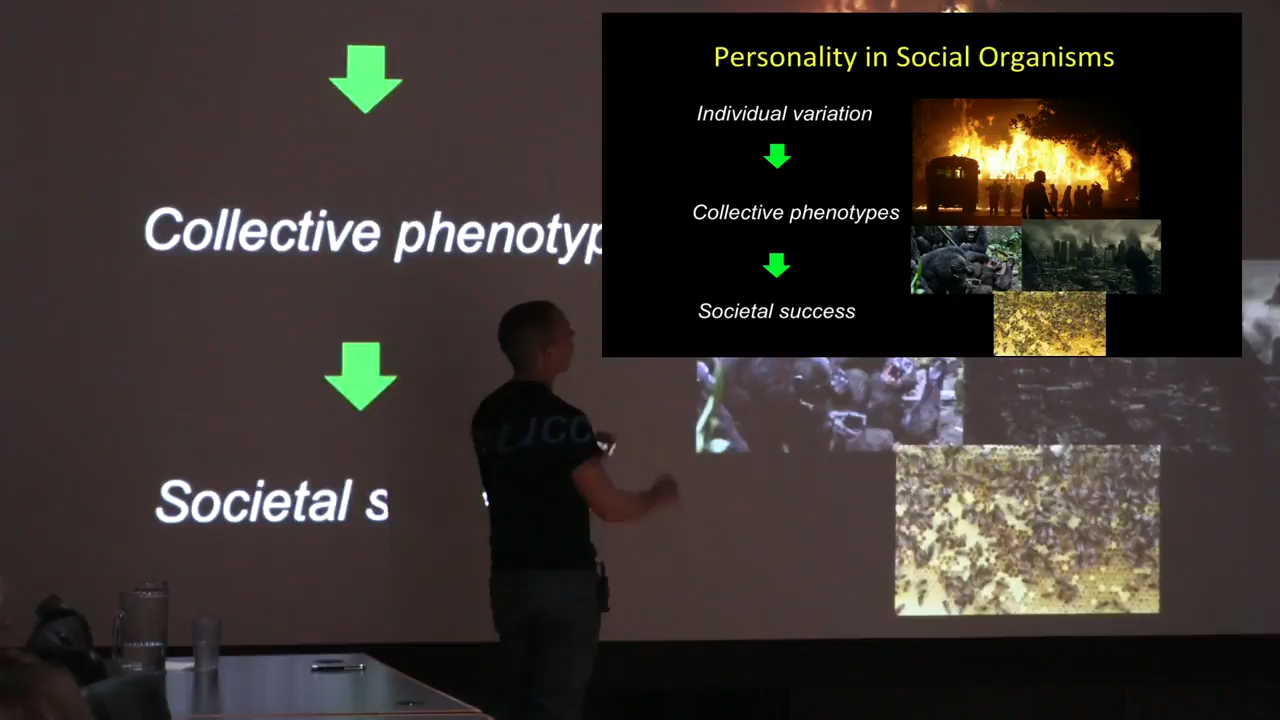 Personality in Social Organisms
Individual variation
Collective phenotypes
Societal success
Collective phenotyp
Societal s